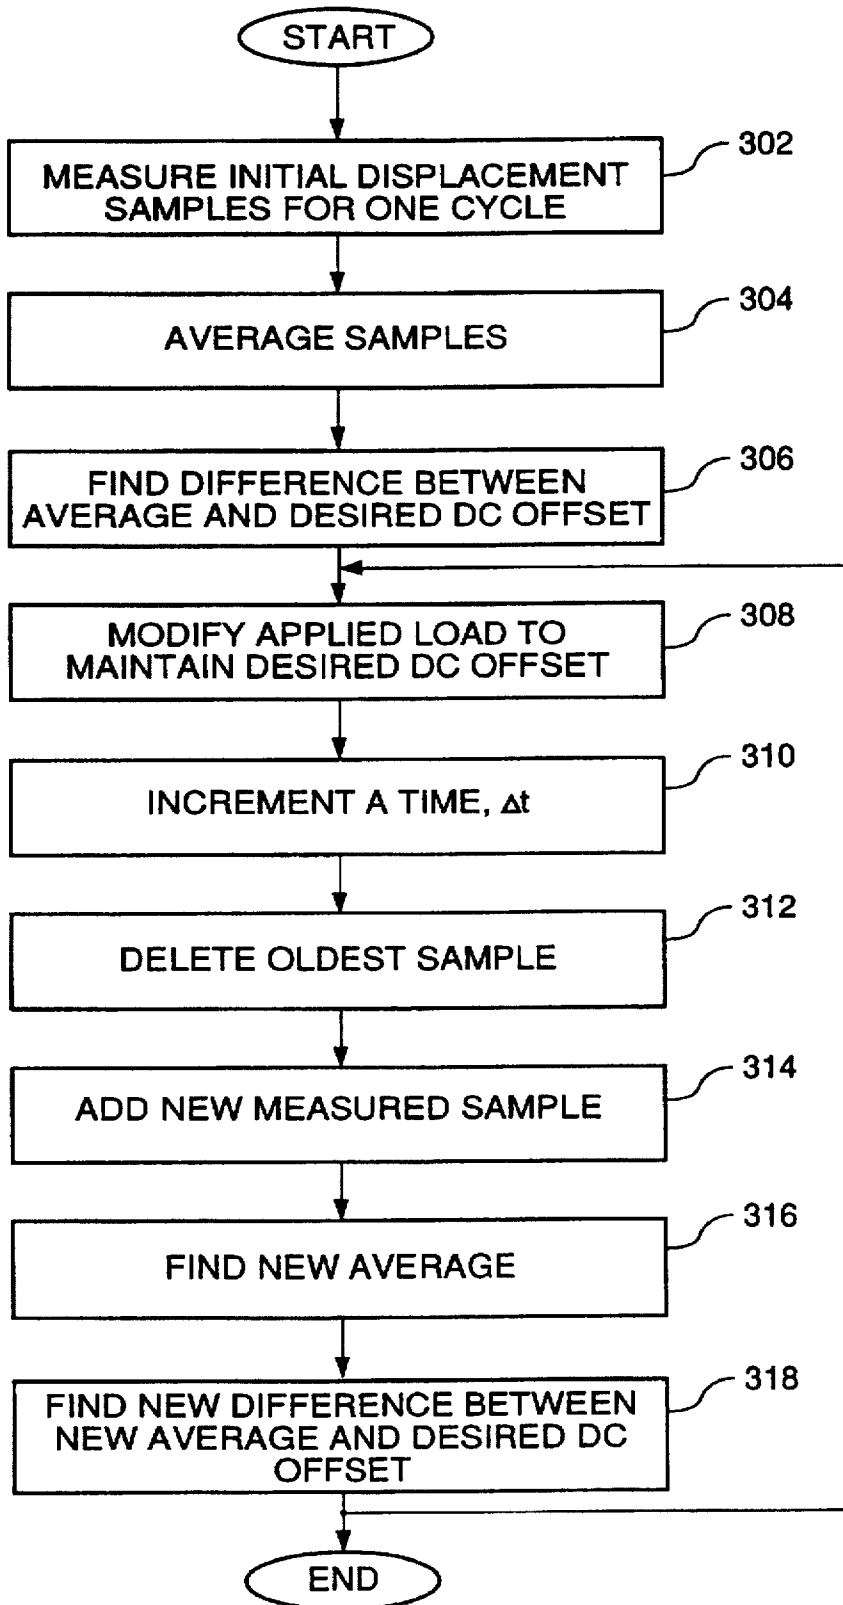 START
302
MEASURE INITIAL DISPLACEMENT
SAMPLES FOR ONE CYCLE
304
AVERAGE SAMPLES
306
FIND DIFFERENCE BETWEEN
AVERAGE AND DESIRED DC OFFSET
308
MODIFY APPLIED LOAD TO
MAINTAIN DESIRED DC OFFSET
310
INCREMENT A TIME, Δt
312
DELETE OLDEST SAMPLE
314
ADD NEW MEASURED SAMPLE
316
FIND NEW AVERAGE
318
FIND NEW DIFFERENCE BETWEEN
NEW AVERAGE AND DESIRED DC
OFFSET
END